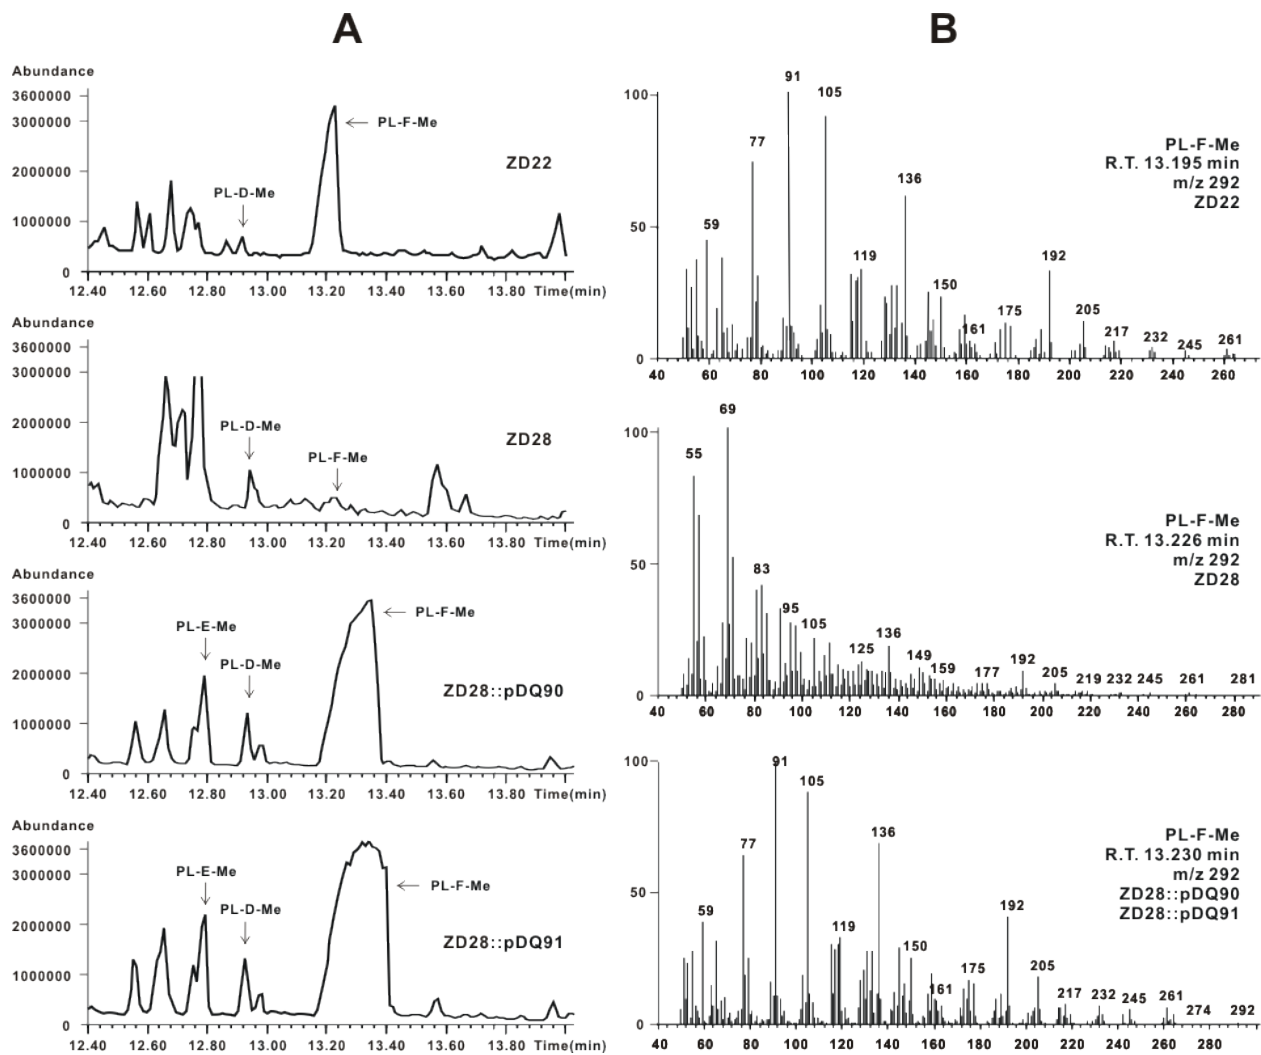 A
Abundance
3600000
3000000
2000000
1000000
0
PL-F-Me
PL-D-Me
ZD22
12.40 12.60 12.80 13.00 13.20 13.40 13.60 13.80 Time(min)
Abundance
3600000
3000000
2000000
1000000
0
PL-D-Me
PL-F-Me
ZD28
12.40 12.60 12.80 13.00 13.20 13.40 13.60 13.80 Time(min)
Abundance
3600000
3000000
2000000
1000000
0
PL-E-Me
PL-D-Me
PL-F-Me
ZD28::pDQ90
12.40 12.60 12.80 13.00 13.20 13.40 13.60 13.80 Time(min)
Abundance
3600000
3000000
2000000
1000000
0
PL-E-Me
PL-D-Me
PL-F-Me
ZD28::pDQ91
12.40 12.60 12.80 13.00 13.20 13.40 13.60 13.80 Time(min)
B
100
50
0
59 77 91 105 119 136 150 161 175 192 205 217 232 245 261
PL-F-Me
R.T. 13.195 min
m/z 292
ZD22
40 60 80 100 120 140 160 180 200 220 240 260
100
50
0
55 69 83 95 105 125 136 149 159 177 192 205 219 232 245 261 281
PL-F-Me
R.T. 13.226 min
m/z 292
ZD28
40 60 80 100 120 140 160 180 200 220 240 260 280
100
50
0
59 77 91 105 119 136 150 161 175 192 205 217 232 245 261 274 292
PL-F-Me
R.T. 13.230 min
m/z 292
ZD28::pDQ90
ZD28::pDQ91
40 60 80 100 120 140 160 180 200 220 240 260 280